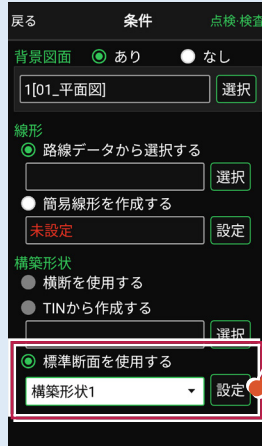 戻る 条件 点検・検査
背景図面 あり なし
1[01_平面図] 選択
線形
路線データから選択する
選択
簡易線形を作成する
未設定 設定
構築形状
横断を使用する
TINから作成する
選択
標準断面を使用する
構築形状1 設定